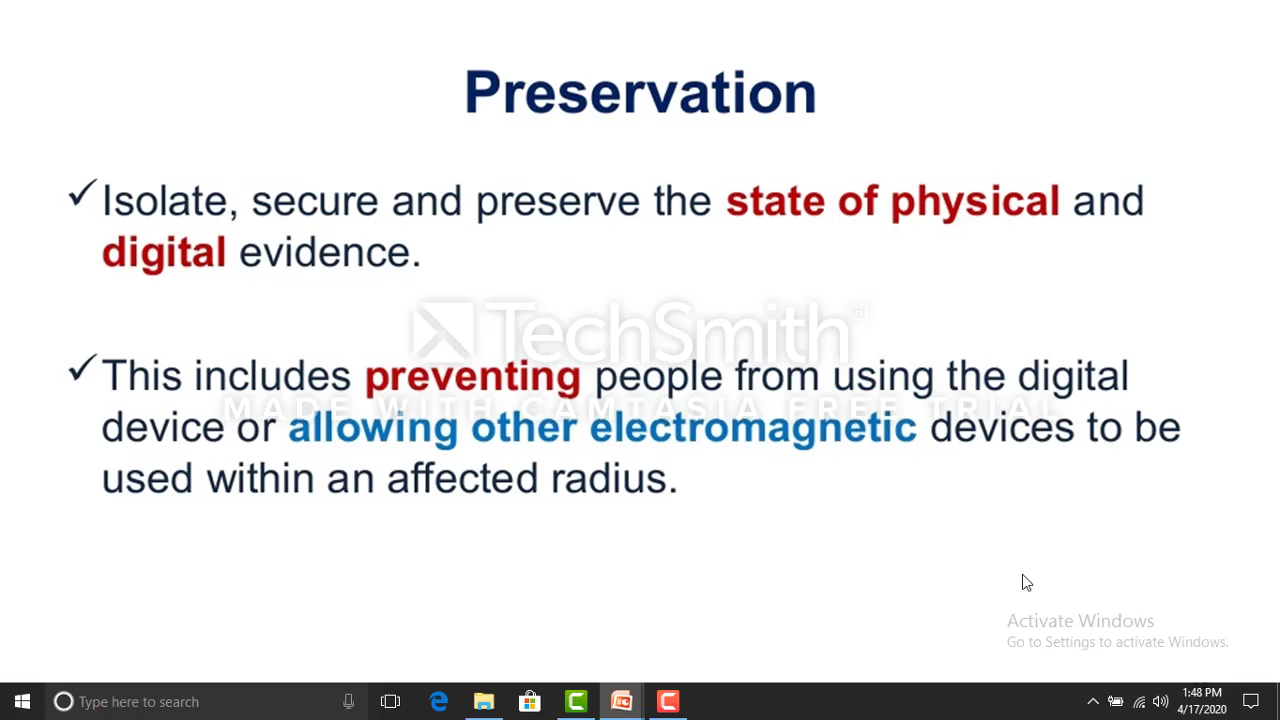 Preservation
✓Isolate, secure and preserve the state of physical and
digital evidence.
TechSmith®
✓This includes preventing people from using the digital
MADE WITH CAMTASIA FREE TRIAL
device or allowing other electromagnetic devices to be
used within an affected radius.
Activate Windows
Go to Settings to activate Windows.
Type here to search
1:48 PM
4/17/2020